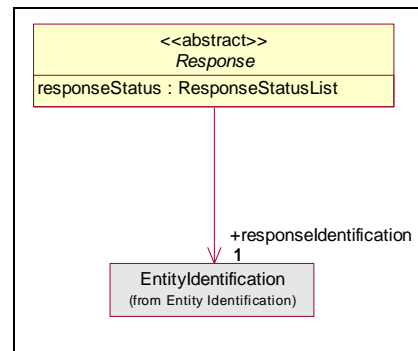 <<abstract>>
Response
responseStatus : ResponseStatusList
+responseIdentification
1
EntityIdentification
(from Entity Identification)